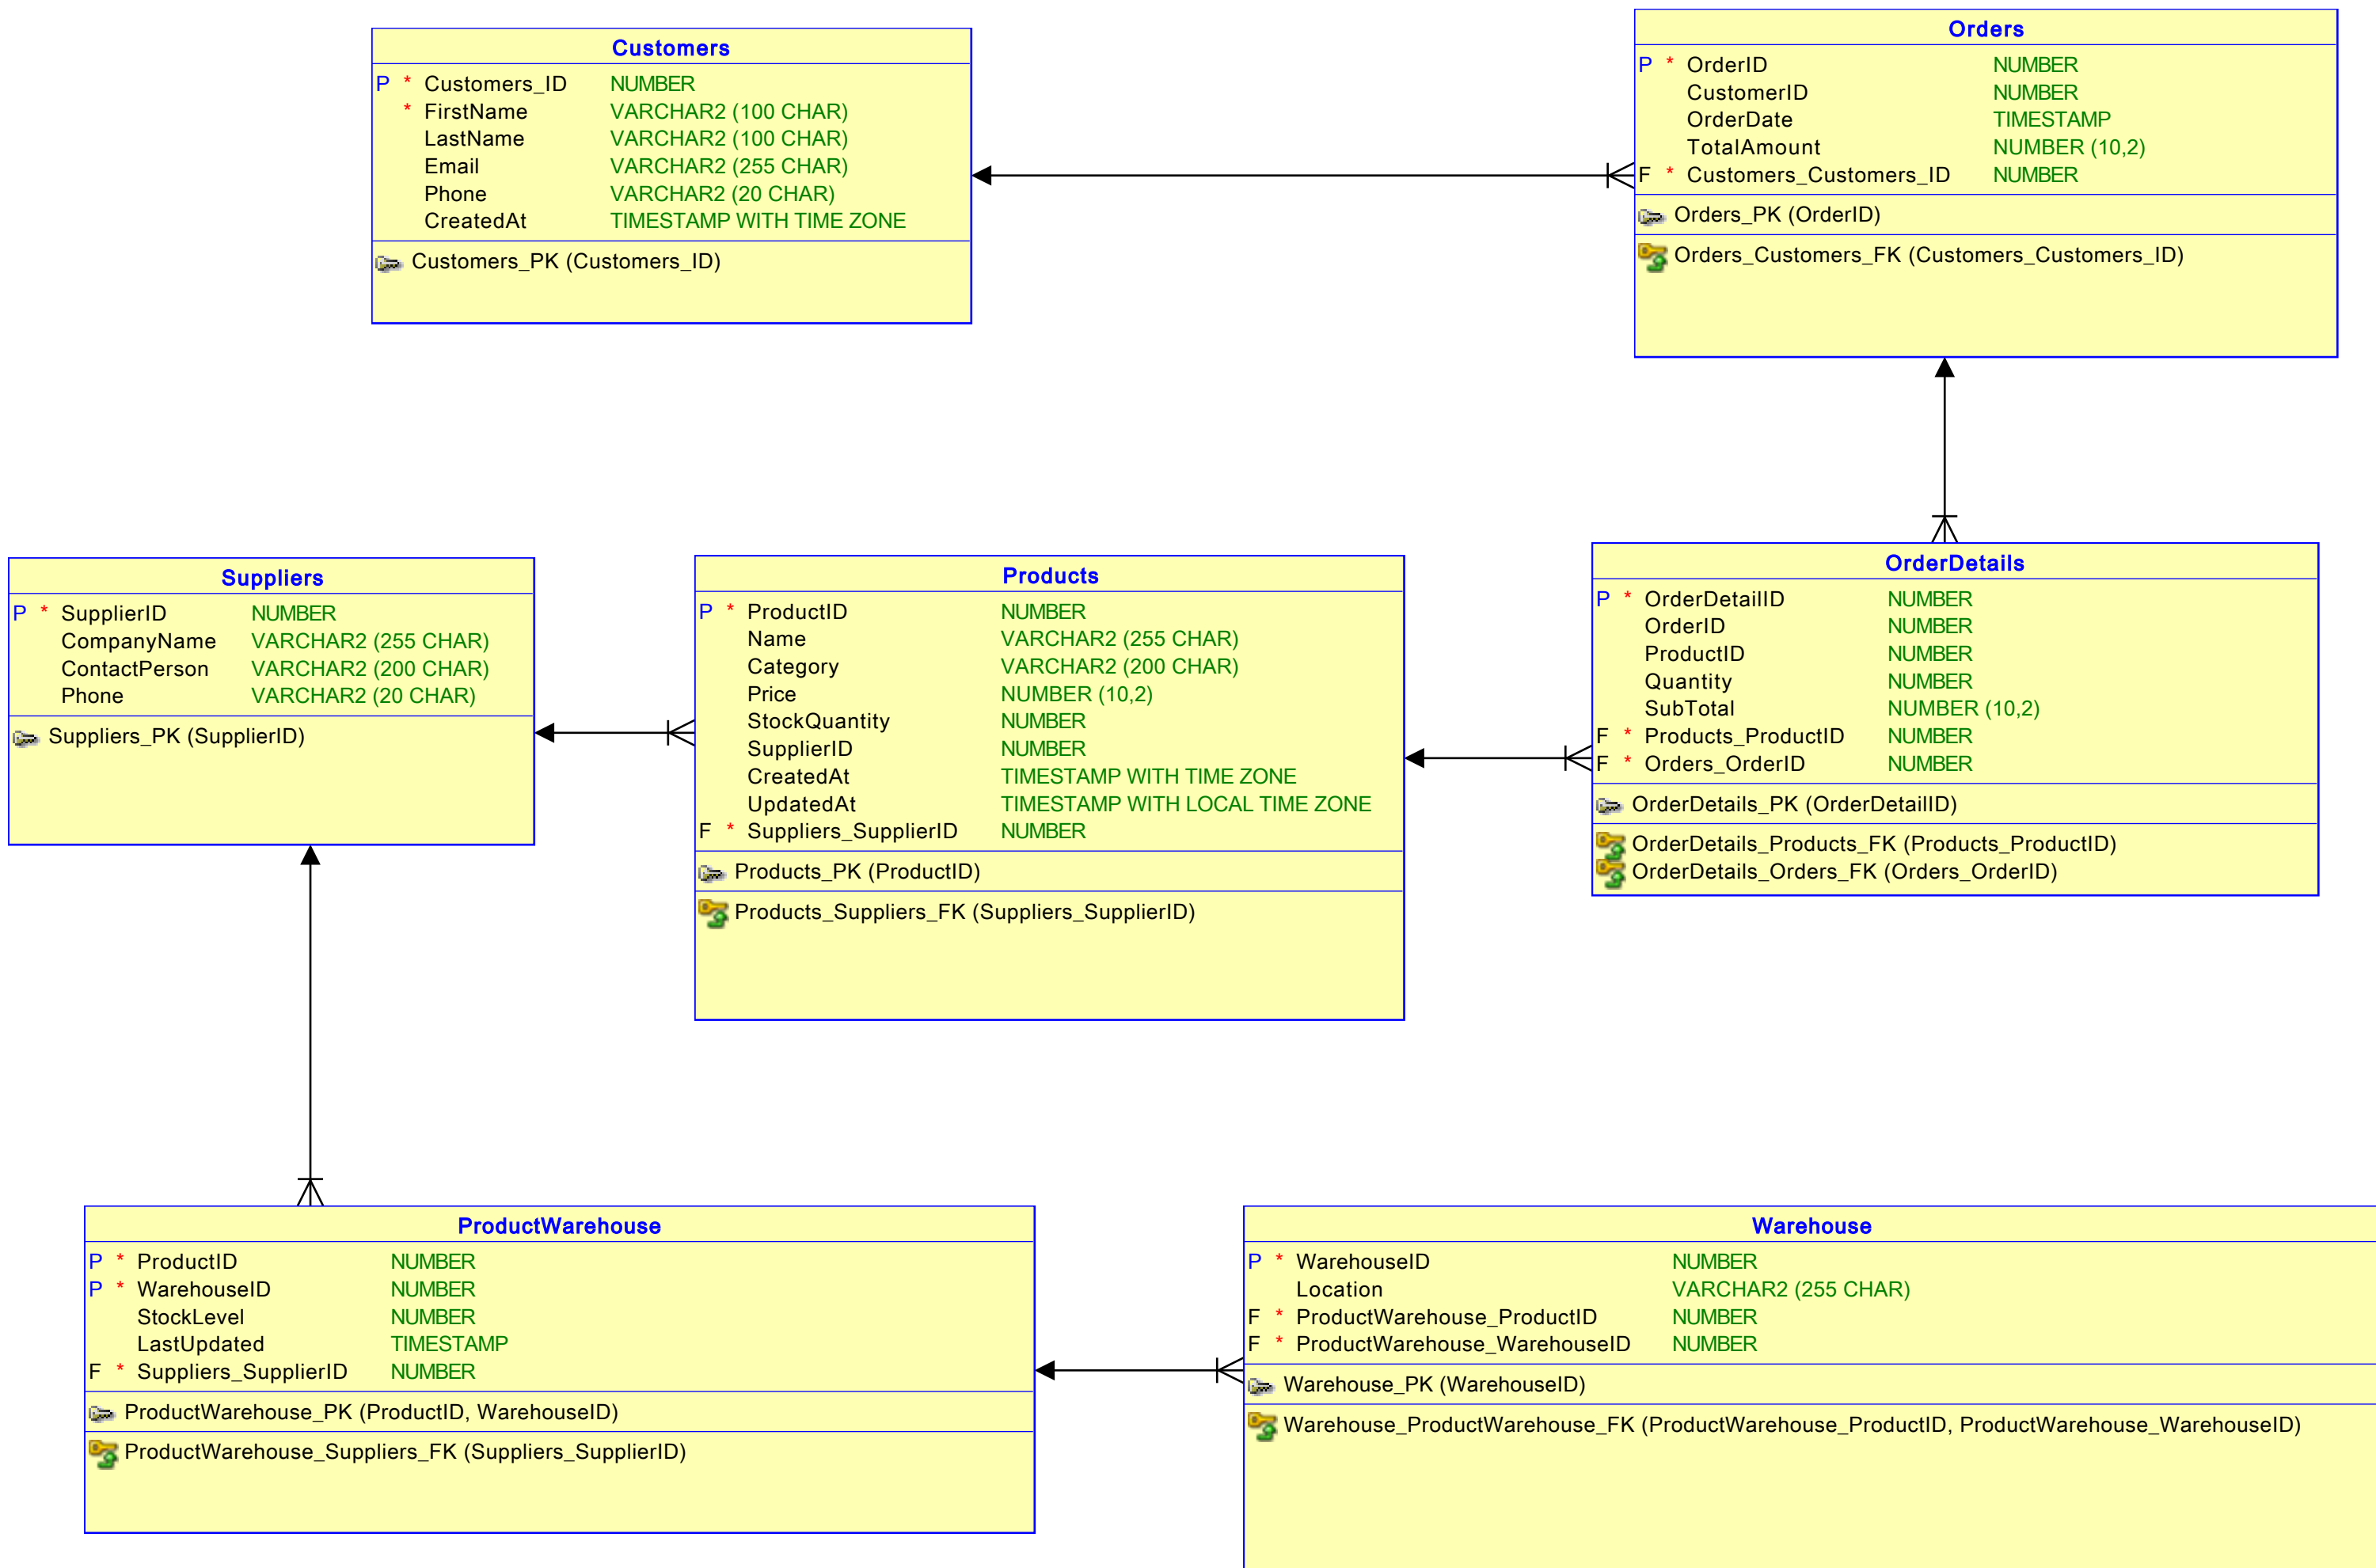 Customers
P * Customers_ID NUMBER
* FirstName VARCHAR2 (100 CHAR)
LastName VARCHAR2 (100 CHAR)
Email VARCHAR2 (255 CHAR)
Phone VARCHAR2 (20 CHAR)
CreatedAt TIMESTAMP WITH TIME ZONE
Customers_PK (Customers_ID)
Orders
P * OrderID NUMBER
CustomerID NUMBER
OrderDate TIMESTAMP
TotalAmount NUMBER (10,2)
F * Customers_Customers_ID NUMBER
Orders_PK (OrderID)
Orders_Customers_FK (Customers_Customers_ID)
Suppliers
P * SupplierID NUMBER
CompanyName VARCHAR2 (255 CHAR)
ContactPerson VARCHAR2 (200 CHAR)
Phone VARCHAR2 (20 CHAR)
Suppliers_PK (SupplierID)
Products
P * ProductID NUMBER
Name VARCHAR2 (255 CHAR)
Category VARCHAR2 (200 CHAR)
Price NUMBER (10,2)
StockQuantity NUMBER
SupplierID NUMBER
CreatedAt TIMESTAMP WITH TIME ZONE
UpdatedAt TIMESTAMP WITH LOCAL TIME ZONE
F * Suppliers_SupplierID NUMBER
Products_PK (ProductID)
Products_Suppliers_FK (Suppliers_SupplierID)
OrderDetails
P * OrderDetailID NUMBER
OrderID NUMBER
ProductID NUMBER
Quantity NUMBER
SubTotal NUMBER (10,2)
F * Products_ProductID NUMBER
F * Orders_OrderID NUMBER
OrderDetails_PK (OrderDetailID)
OrderDetails_Products_FK (Products_ProductID)
OrderDetails_Orders_FK (Orders_OrderID)
ProductWarehouse
P * ProductID NUMBER
P * WarehouseID NUMBER
StockLevel NUMBER
LastUpdated TIMESTAMP
F * Suppliers_SupplierID NUMBER
ProductWarehouse_PK (ProductID, WarehouseID)
ProductWarehouse_Suppliers_FK (Suppliers_SupplierID)
Warehouse
P * WarehouseID NUMBER
Location VARCHAR2 (255 CHAR)
F * ProductWarehouse_ProductID NUMBER
F * ProductWarehouse_WarehouseID NUMBER
Warehouse_PK (WarehouseID)
Warehouse_ProductWarehouse_FK (ProductWarehouse_ProductID, ProductWarehouse_WarehouseID)